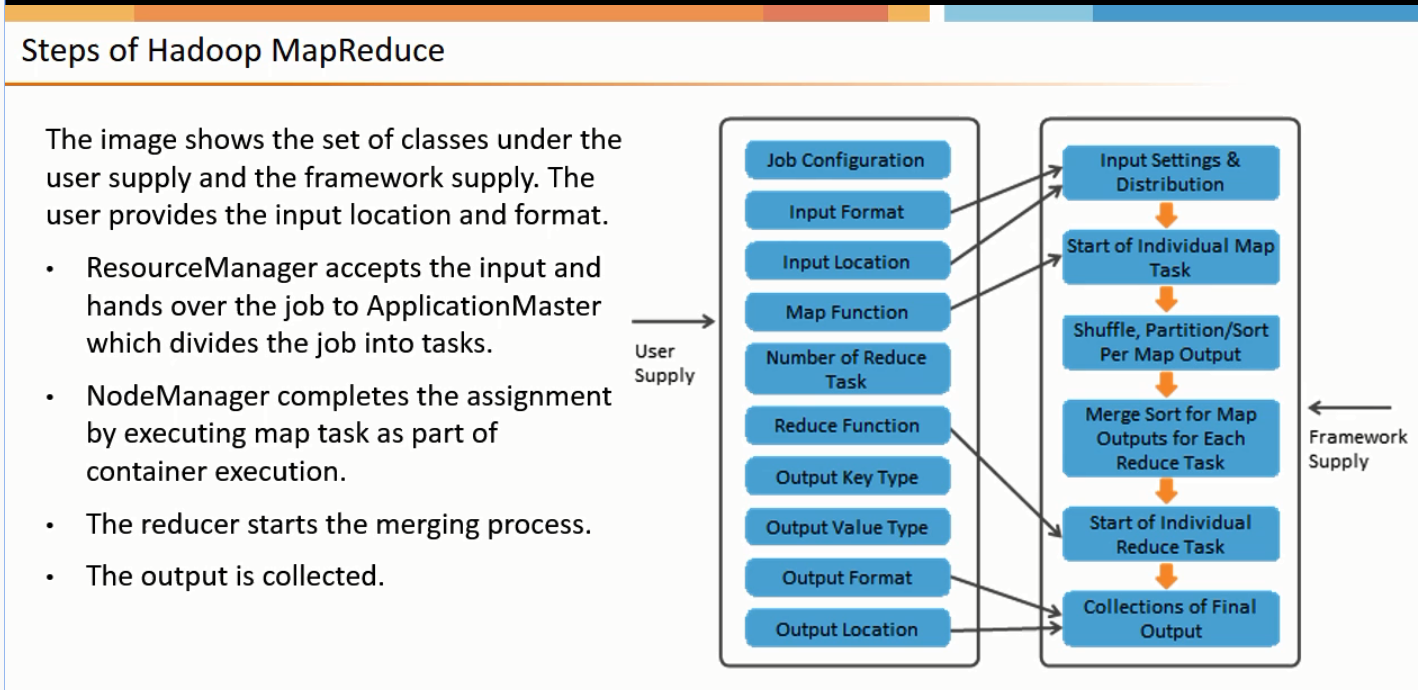 Steps of Hadoop MapReduce
The image shows the set of classes under the
user supply and the framework supply. The
user provides the input location and format.
• ResourceManager accepts the input and
hands over the job to ApplicationMaster
which divides the job into tasks.
• NodeManager completes the assignment
by executing map task as part of
container execution.
• The reducer starts the merging process.
• The output is collected.
User
Supply
Job Configuration
Input Format
Input Location
Map Function
Number of Reduce
Task
Reduce Function
Output Key Type
Output Value Type
Output Format
Output Location
Input Settings &
Distribution
Start of Individual Map
Task
Shuffle, Partition/Sort
Per Map Output
Merge Sort for Map
Outputs for Each
Reduce Task
Start of Individual
Reduce Task
Collections of Final
Output
Framework
Supply